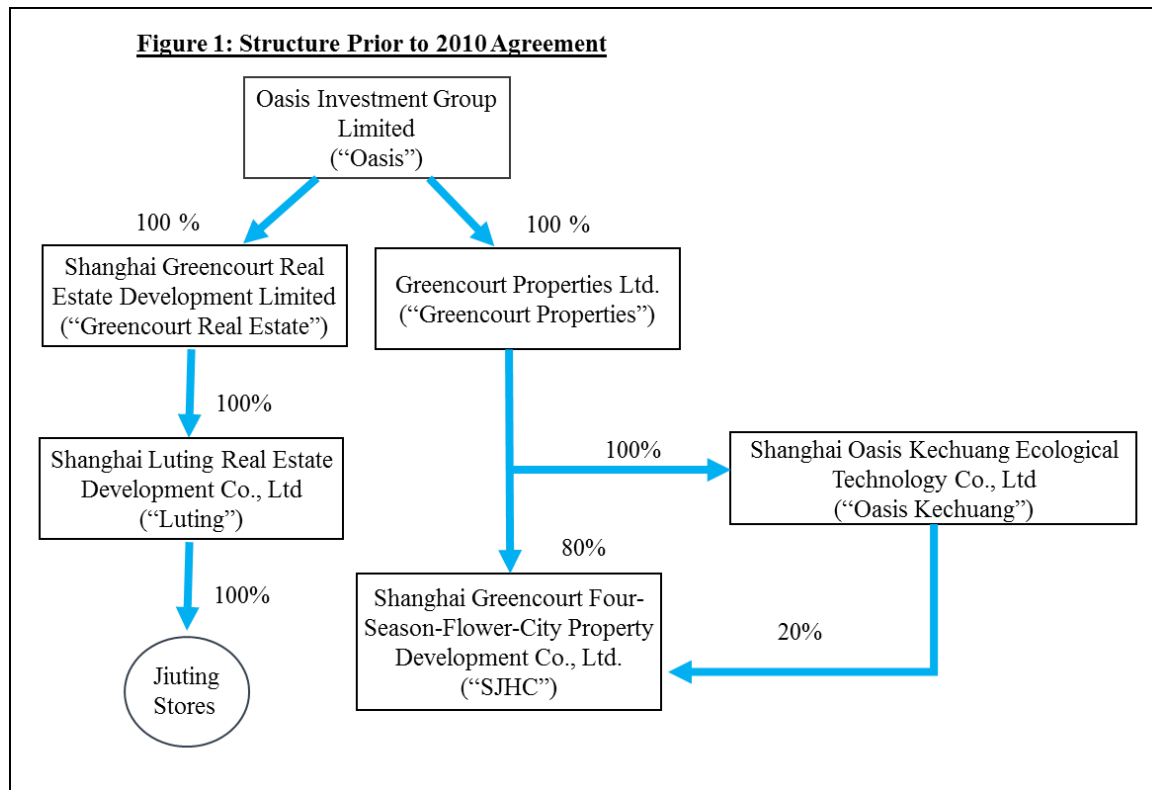 Figure 1: Structure Prior to 2010 Agreement
Oasis Investment Group
Limited
(“Oasis”)
100 %
100 %
Shanghai Greencourt Real
Estate Development Limited
(“Greencourt Real Estate”)
Greencourt Properties Ltd.
(“Greencourt Properties”)
100%
Shanghai Luting Real Estate
Development Co., Ltd
(“Luting”)
100%
Shanghai Oasis Kechuang Ecological
Technology Co., Ltd
(“Oasis Kechuang”)
100%
80%
Shanghai Greencourt Four-
Season-Flower-City Property
Development Co., Ltd.
(“SJHC”)
20%
Jiuting
Stores